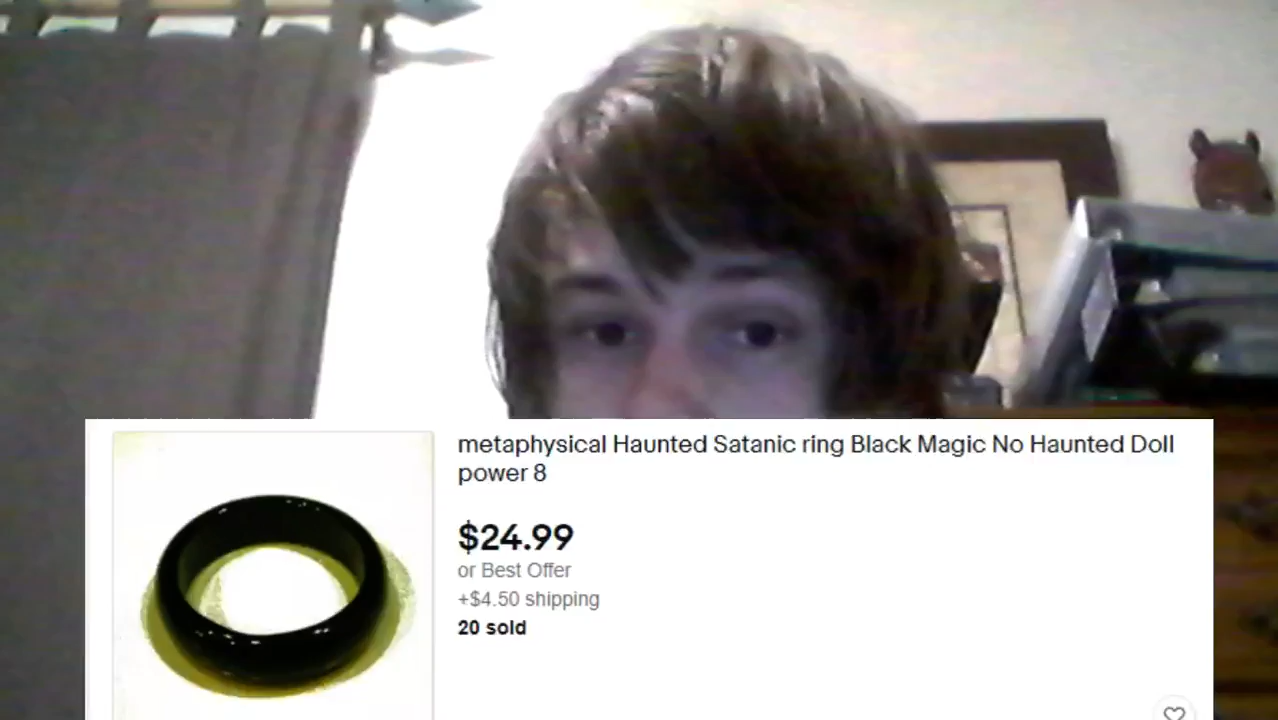 metaphysical Haunted Satanic ring Black Magic No Haunted Doll
power 8
$24.99
or Best Offer
+$4.50 shipping
20 sold